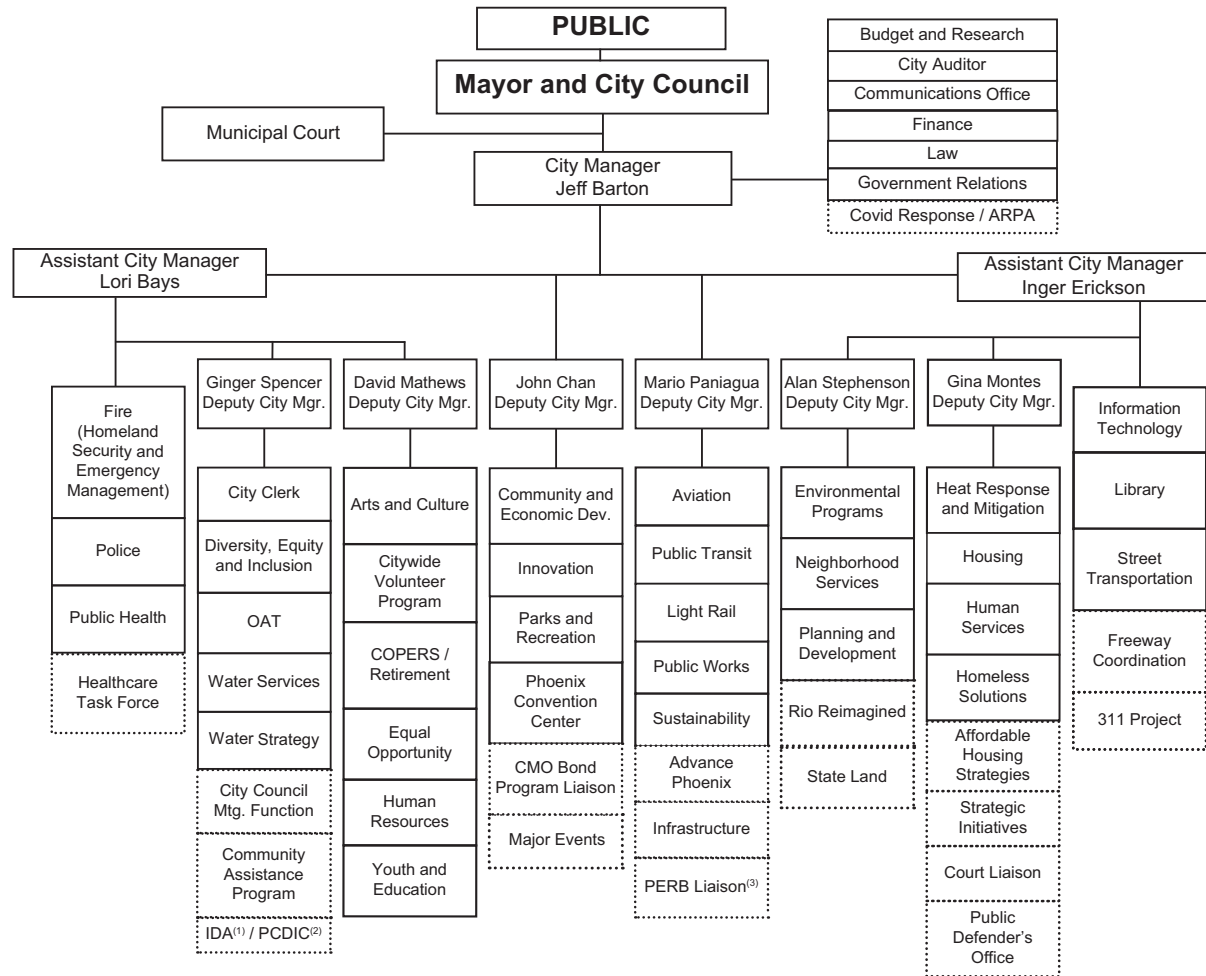 PUBLIC
Mayor and City Council
Municipal Court
City Manager
Jeff Barton
Budget and Research
City Auditor
Communications Office
Finance
Law
Government Relations
Covid Response / ARPA
Assistant City Manager
Lori Bays
Assistant City Manager
Inger Erickson
Fire
(Homeland
Security and
Emergency
Management)
Police
Public Health
Healthcare
Task Force
Ginger Spencer
Deputy City Mgr.
City Clerk
Diversity, Equity
and Inclusion
OAT
Water Services
Water Strategy
City Council
Mtg. Function
Community
Assistance
Program
IDA(1) / PCDIC(2)
David Mathews
Deputy City Mgr.
Arts and Culture
Citywide
Volunteer
Program
COPERS /
Retirement
Equal
Opportunity
Human
Resources
Youth and
Education
John Chan
Deputy City Mgr.
Community and
Economic Dev.
Innovation
Parks and
Recreation
Phoenix
Convention
Center
CMO Bond
Program Liaison
Major Events
Mario Paniagua
Deputy City Mgr.
Aviation
Public Transit
Light Rail
Public Works
Sustainability
Advance
Phoenix
Infrastructure
PERB Liaison(3)
Alan Stephenson
Deputy City Mgr.
Environmental
Programs
Neighborhood
Services
Planning and
Development
Rio Reimagined
State Land
Gina Montes
Deputy City Mgr.
Heat Response
and Mitigation
Housing
Human
Services
Homeless
Solutions
Affordable
Housing
Strategies
Strategic
Initiatives
Court Liaison
Public
Defender's
Office
Information
Technology
Library
Street
Transportation
Freeway
Coordination
311 Project